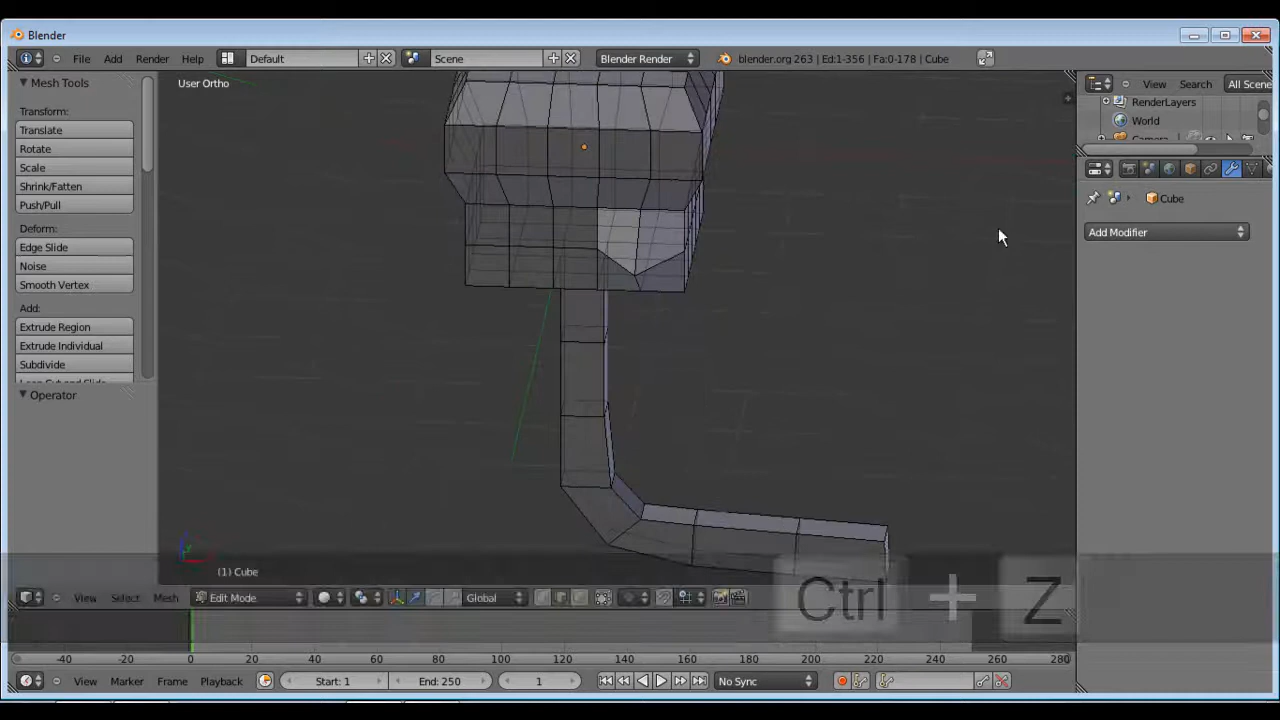 Blender
File Add Render Help Default Scene Blender Render blender.org 263 | Ed:1-356 | Fa:0-178 | Cube
Mesh Tools
User Ortho
View Search All Scene
RenderLayers
World
Transform:
Translate
Rotate
Scale
Shrink/Fatten
Push/Pull
Cube
Add Modifier
Deform:
Edge Slide
Noise
Smooth Vertex
Add:
Extrude Region
Extrude Individual
Subdivide
Operator
(1) Cube
Ctrl + Z
View Select Mesh Edit Mode Global
-40 -20 0 20 40 60 80 100 120 140 160 180 200 220 240 260 280
View Marker Frame Playback Start: 1 End: 250 1 No Sync